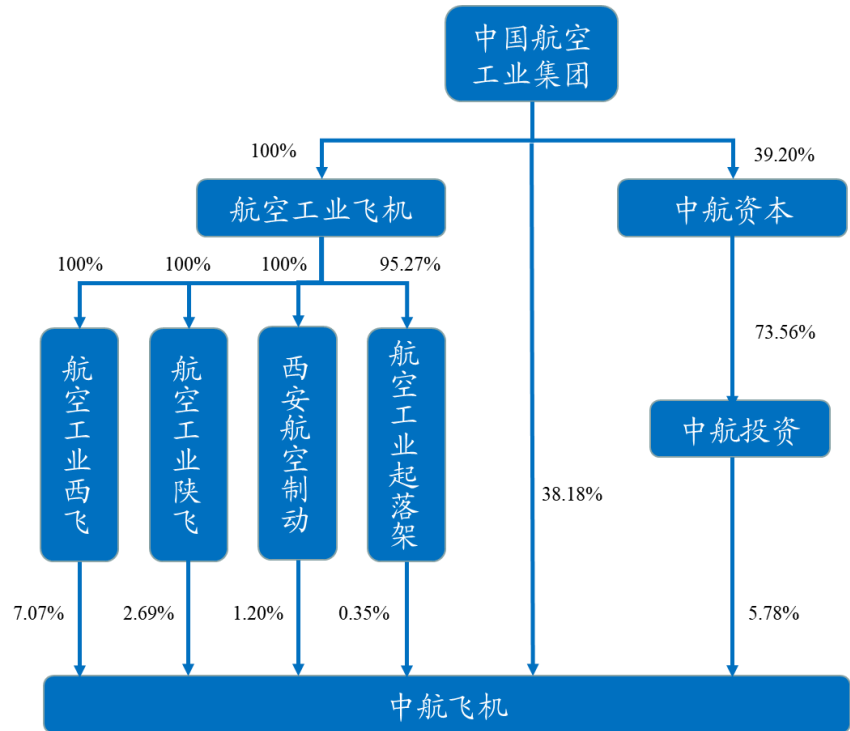 中国航空
工业集团
100%
39.20%
航空工业飞机
中航资本
100%
100%
100%
95.27%
73.56%
航空工业西飞
航空工业陕飞
西安航空制动
航空工业起落架
中航投资
38.18%
7.07%
2.69%
1.20%
0.35%
5.78%
中航飞机